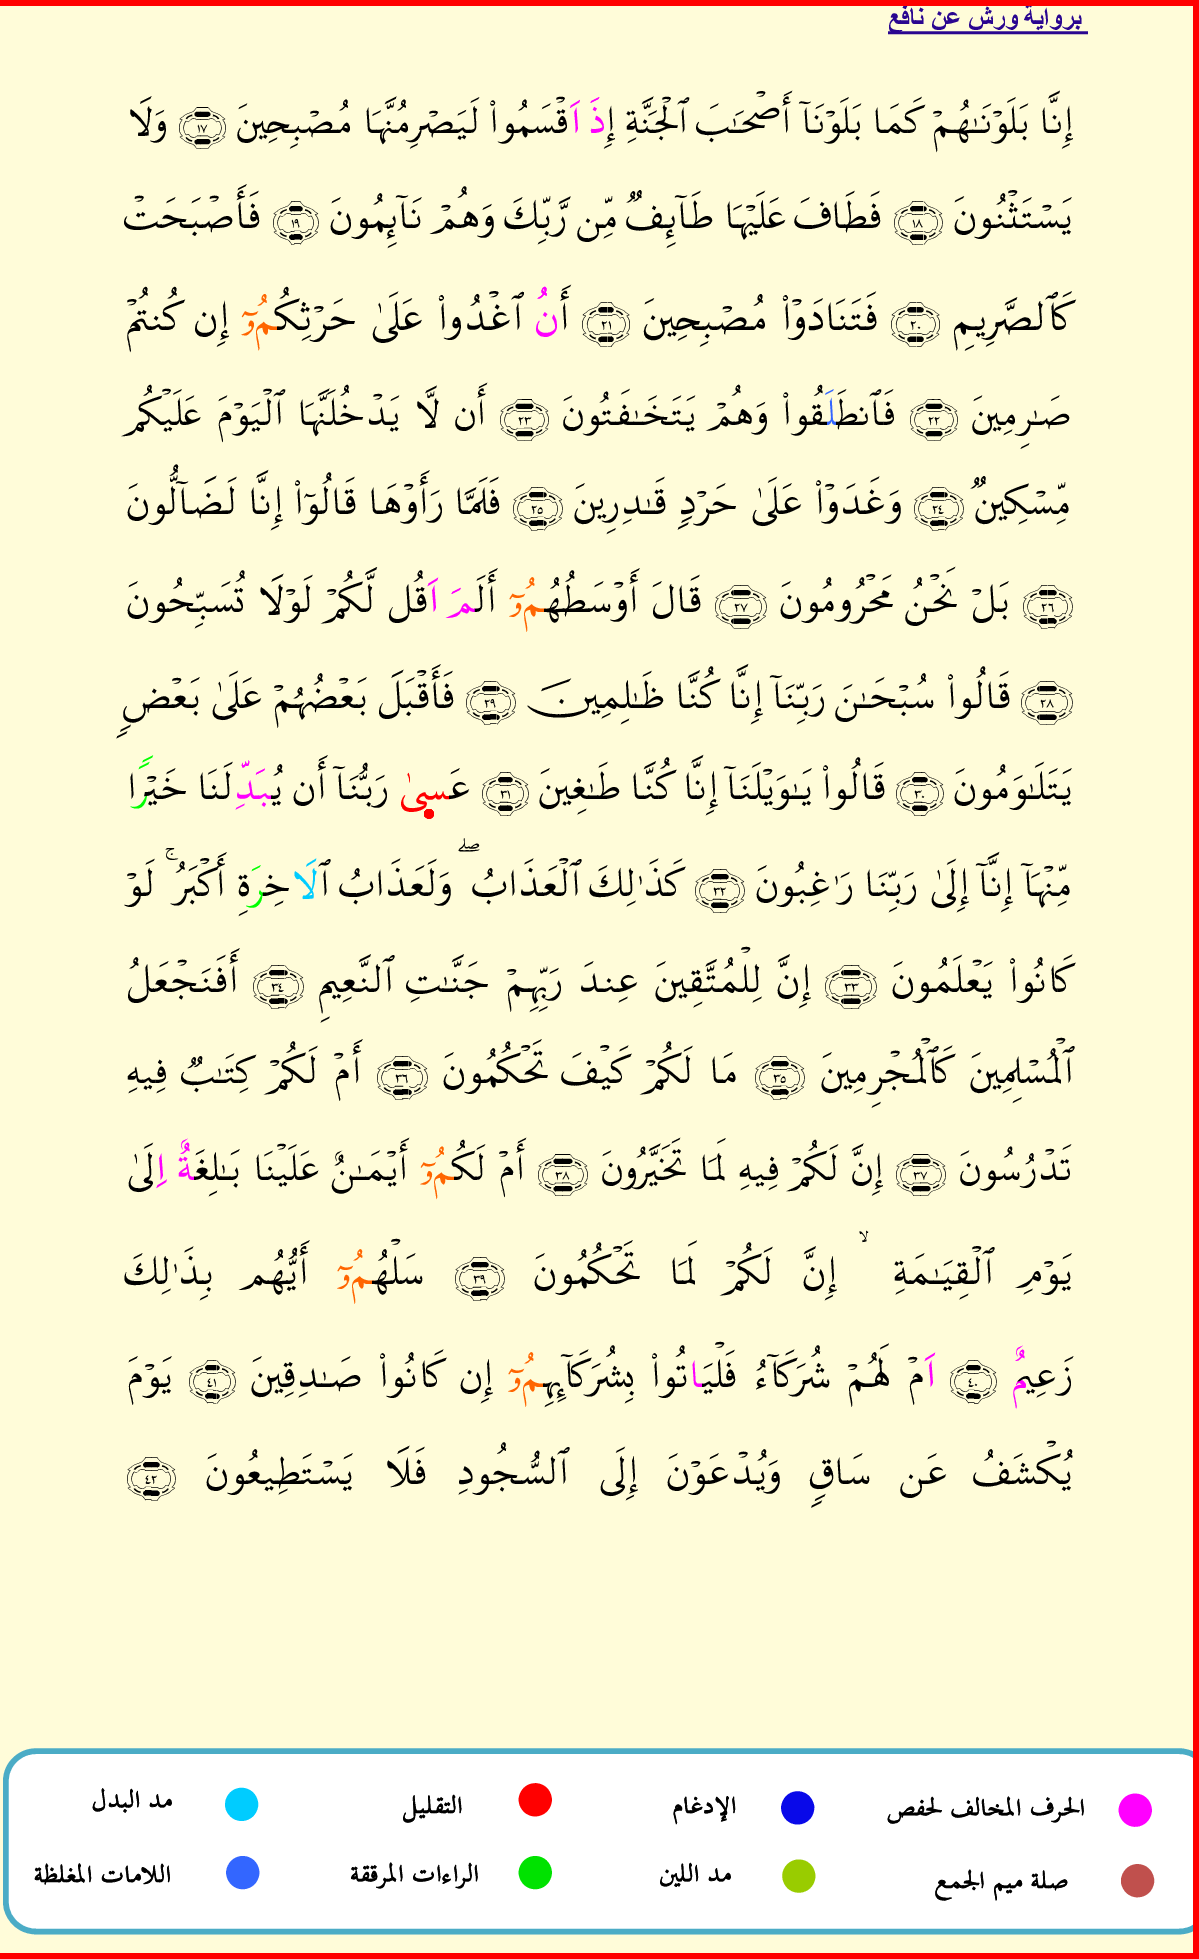 برواية ورش عن نافع
إِنَّا بَلَوْنَٰهُمْ كَمَا بَلَوْنَآ أَصْحَٰبَ ٱلْجَنَّةِ إِذَ اَقْسَمُواْ لَيَصْرِمُنَّهَا مُصْبِحِينَ ١٧ وَلَا
يَسْتَثْنُونَ ١٨ فَطَافَ عَلَيْهَا طَآئِفٌ مِّن رَّبِّكَ وَهُمْ نَآئِمُونَ ١٩ فَأَصْبَحَتْ
كَٱلصَّرِيمِ ٢٠ فَتَنَادَوْاْ مُصْبِحِينَ ٢١ أَنُ ٱغْدُواْ عَلَىٰ حَرْثِكُمُوٓ إِن كُنتُمْ
صَٰرِمِينَ ٢٢ فَٱنطَلَقُواْ وَهُمْ يَتَخَٰفَتُونَ ٢٣ أَن لَّا يَدْخُلَنَّهَا ٱلْيَوْمَ عَلَيْكُم
مِّسْكِينٌ ٢٤ وَغَدَوْاْ عَلَىٰ حَرْدٍ قَٰدِرِينَ ٢٥ فَلَمَّا رَأَوْهَا قَالُوٓاْ إِنَّا لَضَآلُّونَ
٢٦ بَلْ نَحْنُ مَحْرُومُونَ ٢٧ قَالَ أَوْسَطُهُمُوٓ أَلَمَ اَقُل لَّكُمْ لَوْلَا تُسَبِّحُونَ
٢٨ قَالُواْ سُبْحَٰنَ رَبِّنَآ إِنَّا كُنَّا ظَٰلِمِينَ ٢٩ فَأَقْبَلَ بَعْضُهُمْ عَلَىٰ بَعْضٍ
يَتَلَٰوَمُونَ ٣٠ قَالُواْ يَٰوَيْلَنَآ إِنَّا كُنَّا طَٰغِينَ ٣١ عَسىٰ رَبُّنَآ أَن يُبَدِّلَنَا خَيْرًا
مِّنْهَآ إِنَّآ إِلَىٰ رَبِّنَا رَٰغِبُونَ ٣٢ كَذَٰلِكَ ٱلْعَذَابُ ۖ وَلَعَذَابُ ٱلَاخِرَةِ أَكْبَرُ ۚ لَوْ
كَانُواْ يَعْلَمُونَ ٣٣ إِنَّ لِلْمُتَّقِينَ عِندَ رَبِّهِمْ جَنَّٰتِ ٱلنَّعِيمِ ٣٤ أَفَنَجْعَلُ
ٱلْمُسْلِمِينَ كَٱلْمُجْرِمِينَ ٣٥ مَا لَكُمْ كَيْفَ تَحْكُمُونَ ٣٦ أَمْ لَكُمْ كِتَٰبٌ فِيهِ
تَدْرُسُونَ ٣٧ إِنَّ لَكُمْ فِيهِ لَمَا تَخَيَّرُونَ ٣٨ أَمْ لَكُمُوٓ أَيْمَٰنٌ عَلَيْنَا بَٰلِغَةٌ اِلَىٰ
يَوْمِ ٱلْقِيَٰمَةِ ۙ إِنَّ لَكُمْ لَمَا تَحْكُمُونَ ٣٩ سَلْهُمُوٓ أَيُّهُم بِذَٰلِكَ
زَعِيمٌ ٤٠ اَمْ لَهُمْ شُرَكَآءُ فَلْيَاتُواْ بِشُرَكَآئِهِمُوٓ إِن كَانُواْ صَٰدِقِينَ ٤١ يَوْمَ
يُكْشَفُ عَن سَاقٍ وَيُدْعَوْنَ إِلَى ٱلسُّجُودِ فَلَا يَسْتَطِيعُونَ ٤٢
الحرف المخالف لحفص الإدغام التقليل مد البدل
صلة ميم الجمع مد اللين الراءات المرققة اللامات المغلظة